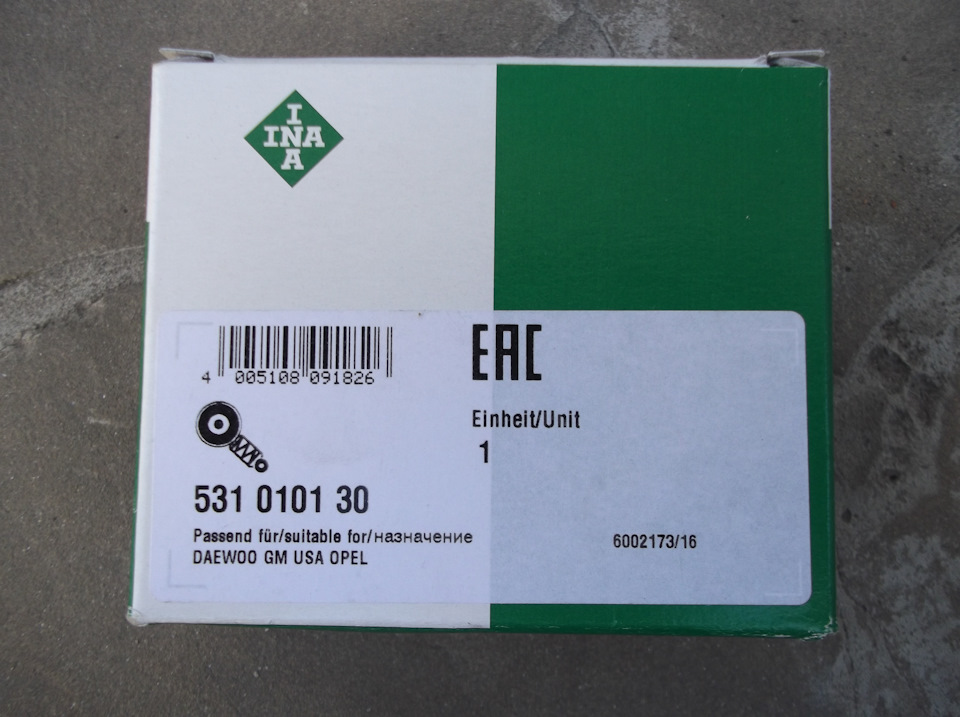 I
INA
A
4 005108 091826
EAC
Einheit/Unit
1
531 0101 30
Passend für/suitable for/назначение
DAEWOO GM USA OPEL
6002173/16